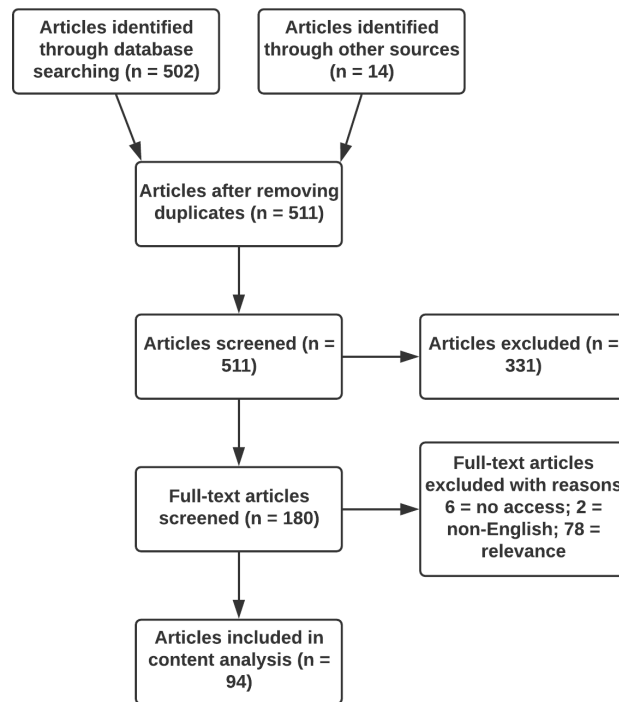 Articles identified
through database
searching (n = 502)
Articles identified
through other sources
(n = 14)
Articles after removing
duplicates (n = 511)
Articles screened (n =
511)
Articles excluded (n =
331)
Full-text articles
screened (n = 180)
Full-text articles
excluded with reasons
6 = no access; 2 =
non-English; 78 =
relevance
Articles included in
content analysis (n =
94)